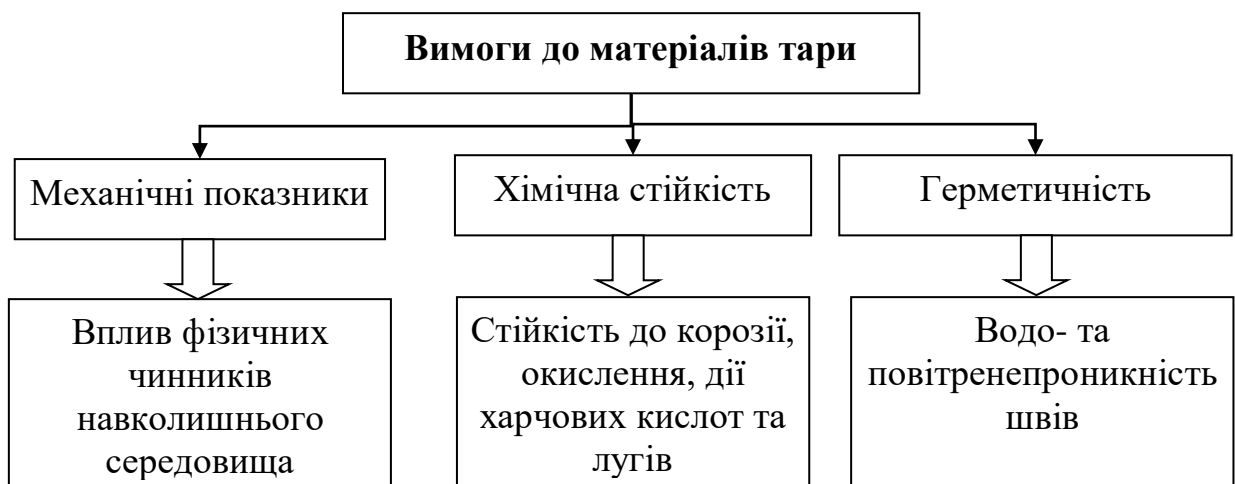 Вимоги до матеріалів тари
Механічні показники
Хімічна стійкість
Герметичність
Вплив фізичних
чинників
навколишнього
середовища
Стійкість до корозії,
окислення, дії
харчових кислот та
лугів
Водо- та
повітренепроникність
швів